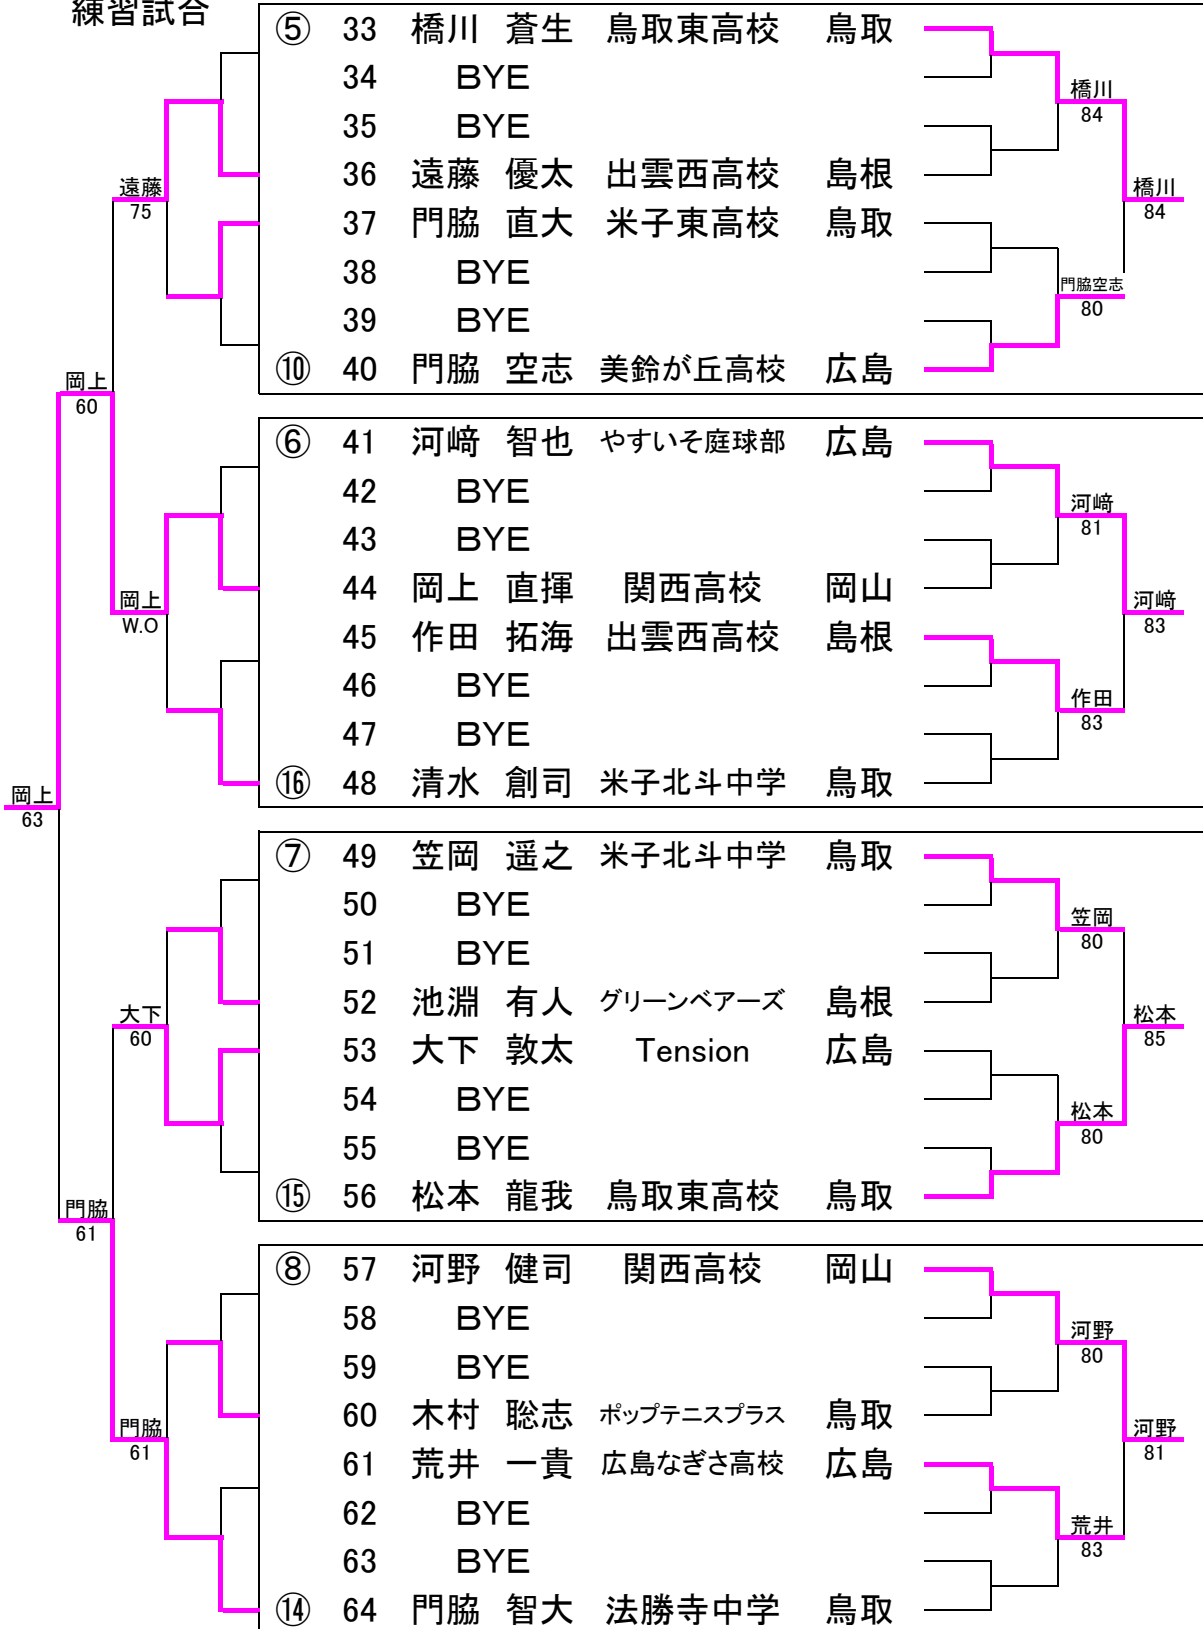 練習試合
⑤ 33 橋川 蒼生 鳥取東高校 鳥取
34 BYE
橋川
84
35 BYE
36 遠藤 優太 出雲西高校 島根
遠藤
75
橋川
84
37 門脇 直大 米子東高校 鳥取
38 BYE
門脇空志
80
39 BYE
⑩ 40 門脇 空志 美鈴が丘高校 広島
岡上
60
⑥ 41 河﨑 智也 やすいそ庭球部 広島
42 BYE
河﨑
81
43 BYE
44 岡上 直揮 関西高校 岡山
岡上
W.O
河﨑
83
45 作田 拓海 出雲西高校 島根
46 BYE
作田
83
47 BYE
⑯ 48 清水 創司 米子北斗中学 鳥取
岡上
63
⑦ 49 笠岡 遥之 米子北斗中学 鳥取
50 BYE
笠岡
80
51 BYE
52 池淵 有人 グリーンベアーズ 島根
大下
60
松本
85
53 大下 敦太 Tension 広島
54 BYE
松本
80
55 BYE
⑮ 56 松本 龍我 鳥取東高校 鳥取
門脇
61
⑧ 57 河野 健司 関西高校 岡山
58 BYE
河野
80
59 BYE
60 木村 聡志 ポップテニスプラス 鳥取
門脇
61
河野
81
61 荒井 一貴 広島なぎさ高校 広島
62 BYE
荒井
83
63 BYE
⑭ 64 門脇 智大 法勝寺中学 鳥取